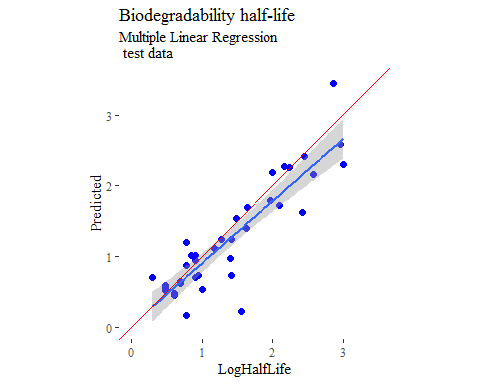 Biodegradability half-life
Multiple Linear Regression
test data
3
2
1
0
Predicted
0 1 2 3
LogHalfLife